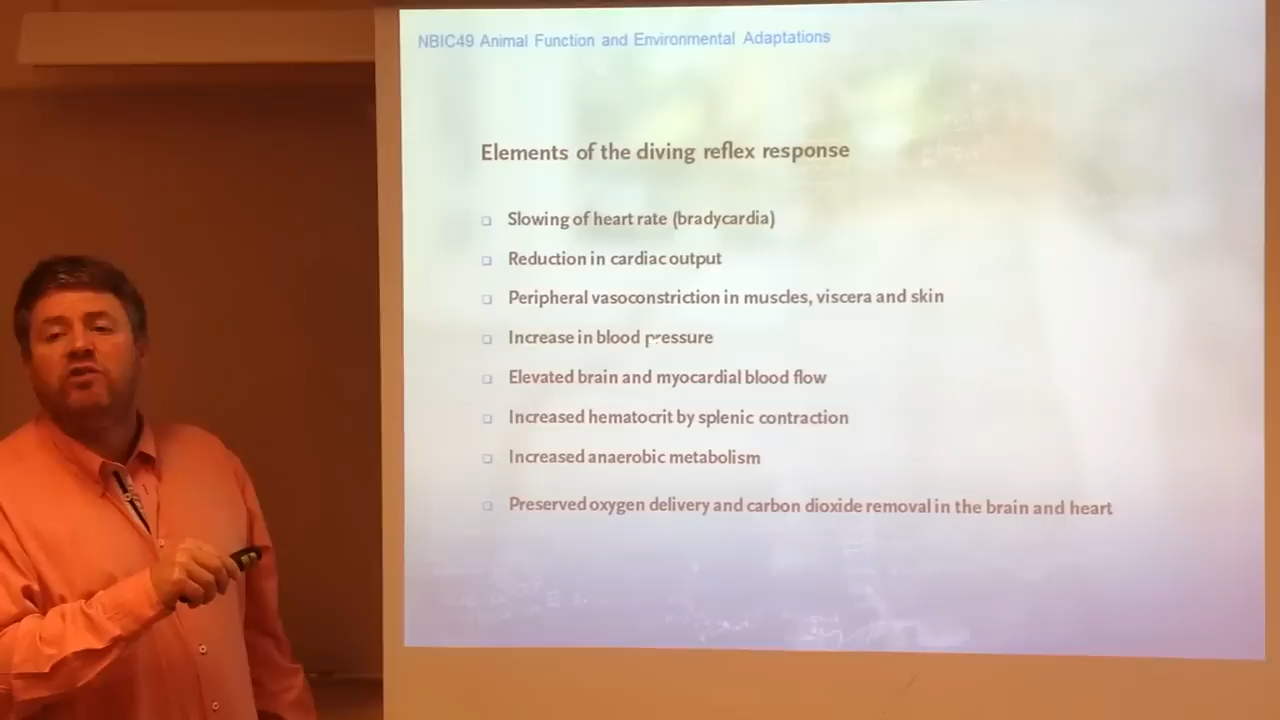 NBIC49 Animal Function and Environmental Adaptations
Elements of the diving reflex response
Slowing of heart rate (bradycardia)
Reduction in cardiac output
Peripheral vasoconstriction in muscles, viscera and skin
Increase in blood pressure
Elevated brain and myocardial blood flow
Increased hematocrit by splenic contraction
Increased anaerobic metabolism
Preserved oxygen delivery and carbon dioxide removal in the brain and heart